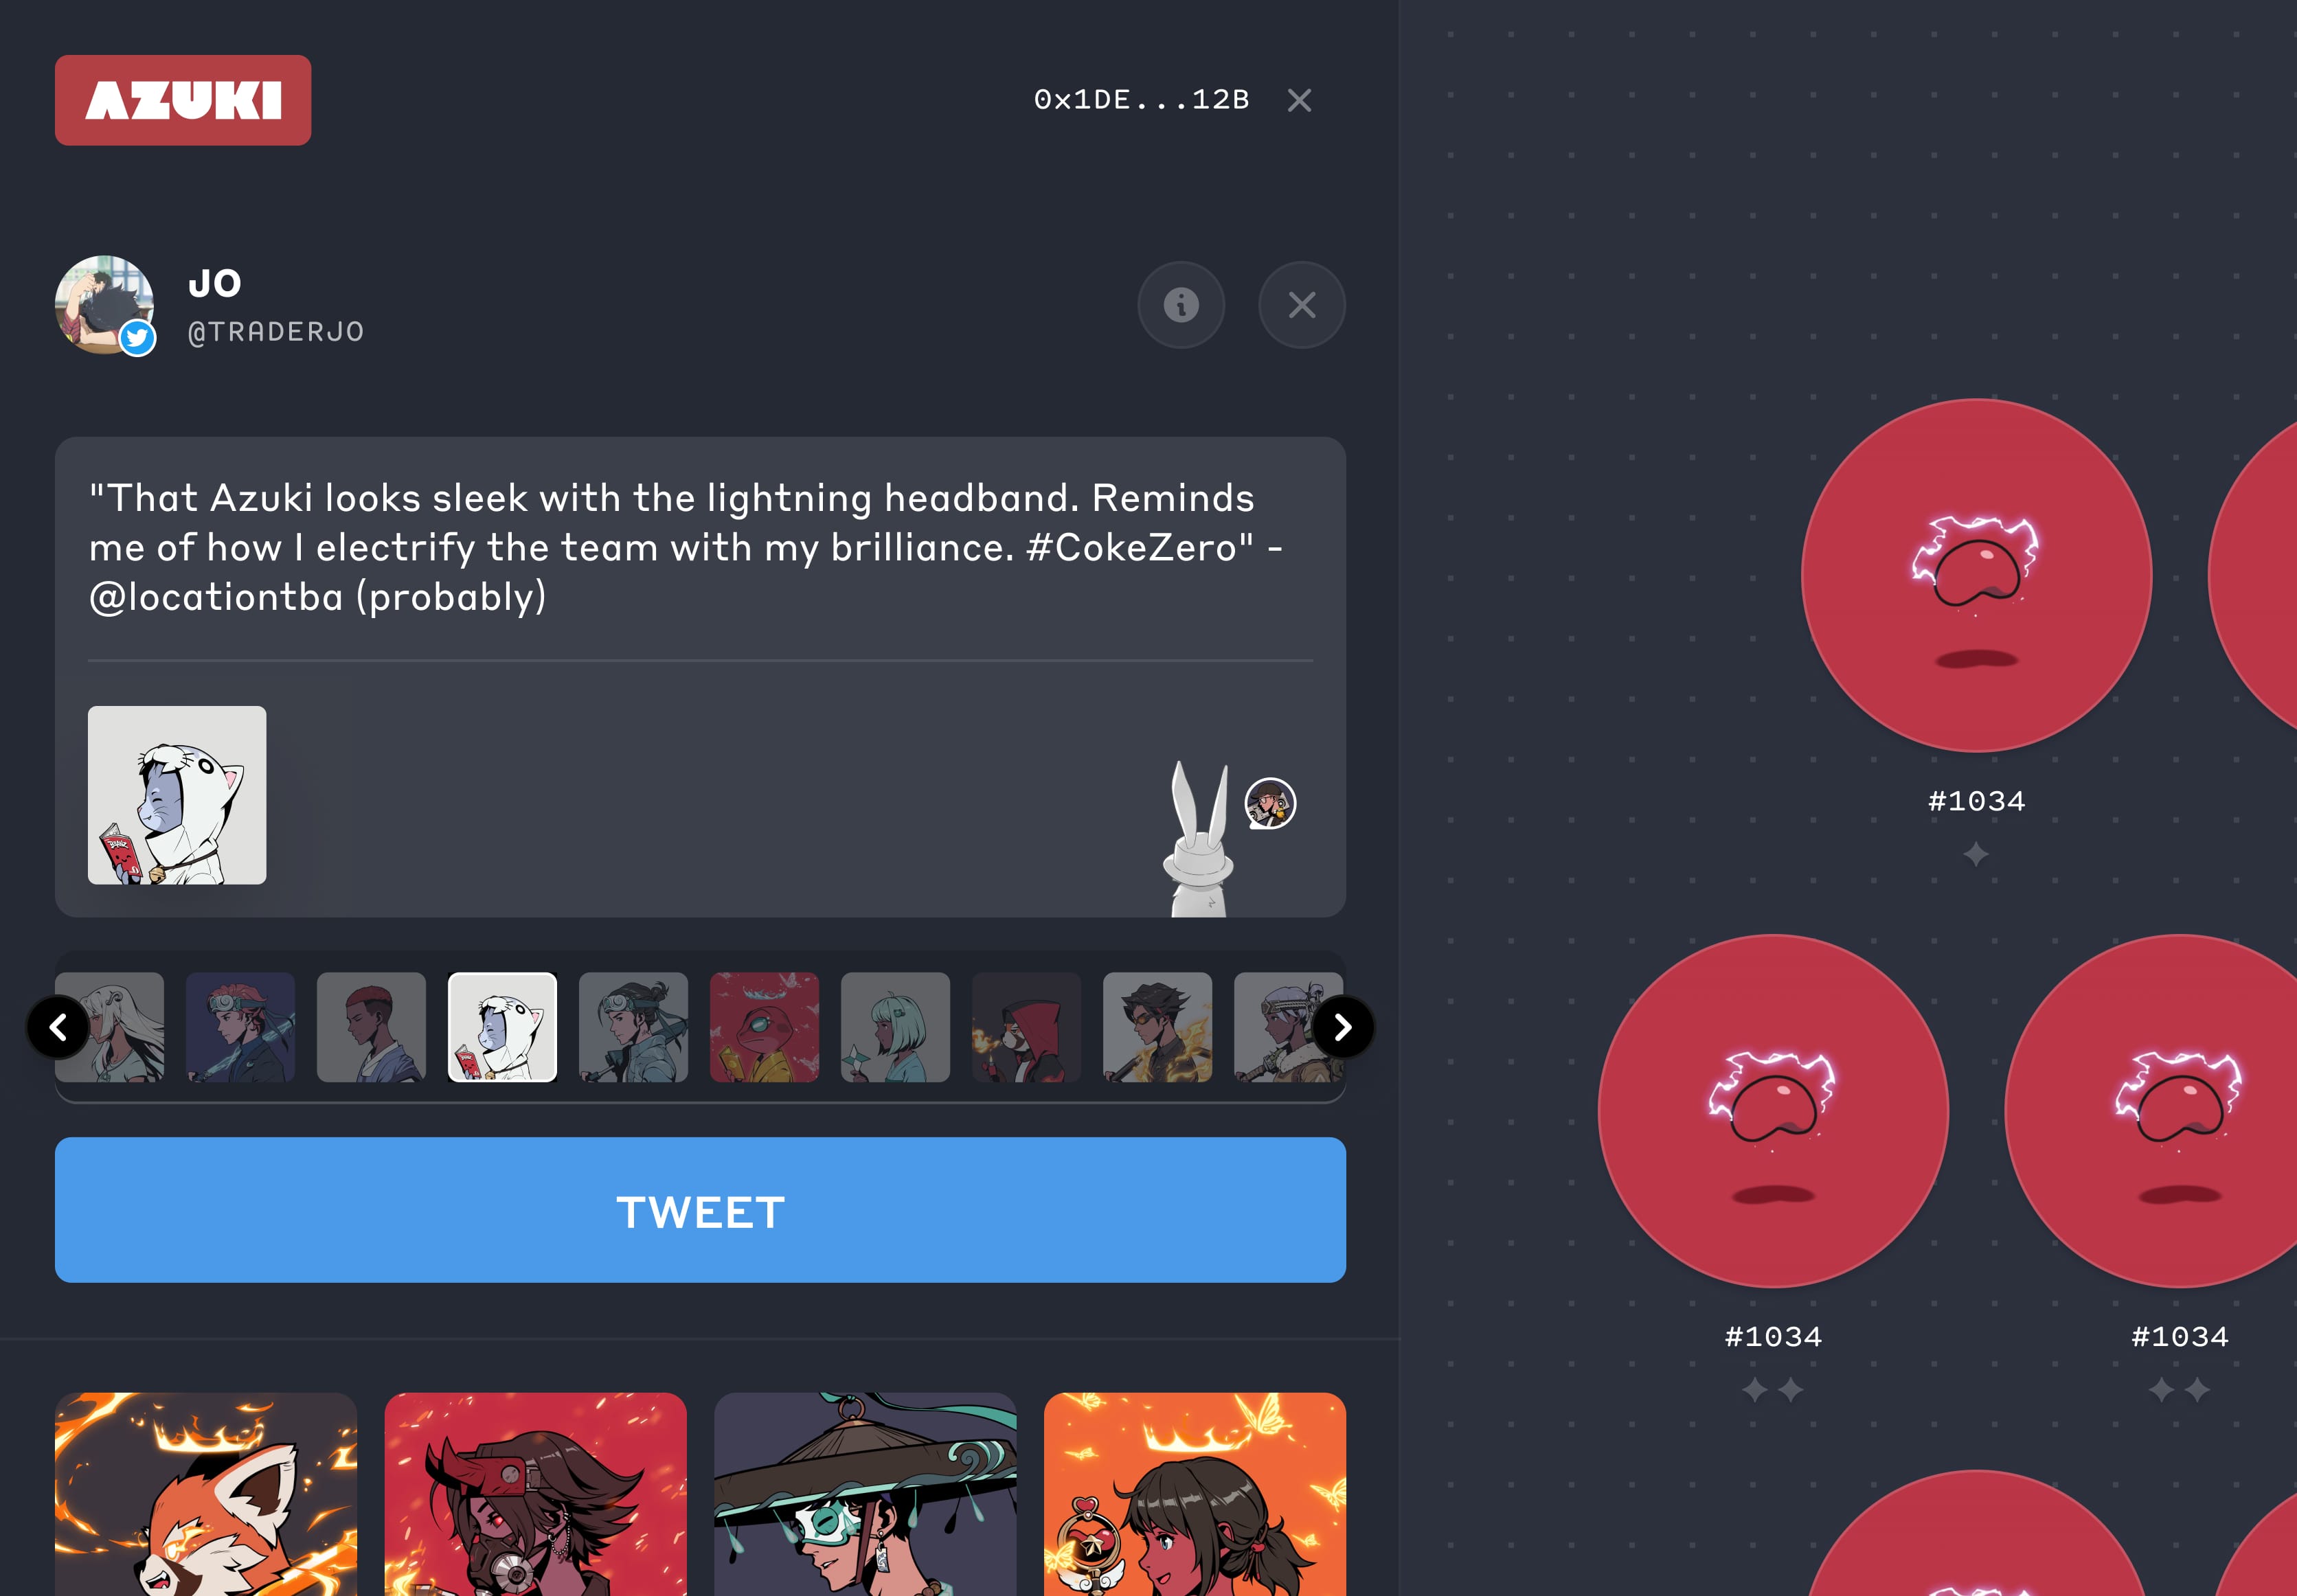 AZUKI
0x1DE...12B
JO
@TRADERJO
"That Azuki looks sleek with the lightning headband. Reminds
me of how I electrify the team with my brilliance. #CokeZero" -
@locationtba (probably)
TWEET
#1034
#1034
#1034